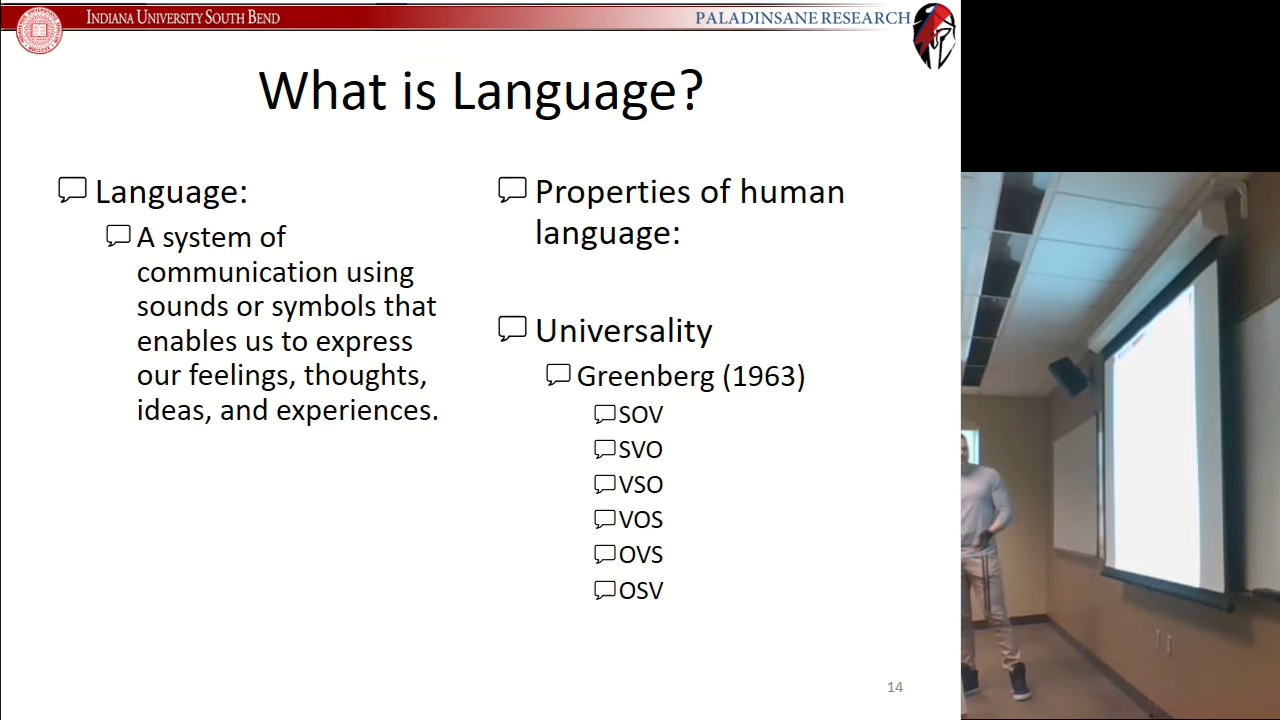 INDIANA UNIVERSITY SOUTH BEND
PALADINSANE RESEARCH
What is Language?
Language:
A system of
communication using
sounds or symbols that
enables us to express
our feelings, thoughts,
ideas, and experiences.
Properties of human
language:
Universality
Greenberg (1963)
SOV
SVO
VSO
VOS
OVS
OSV
14